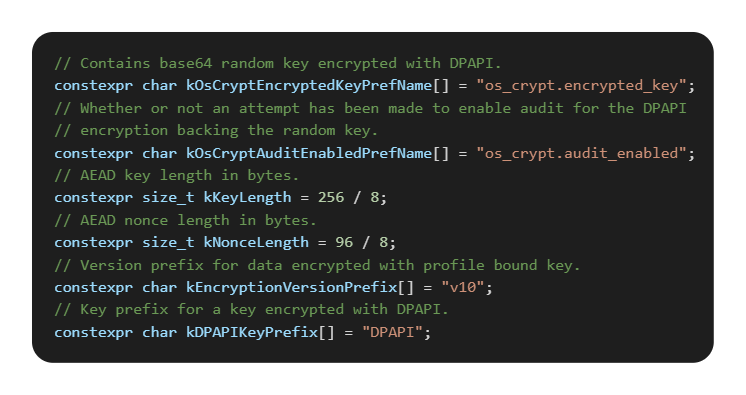 // Contains base64 random key encrypted with DPAPI.
constexpr char kOsCryptEncryptedKeyPrefName[] = "os_crypt.encrypted_key";
// Whether or not an attempt has been made to enable audit for the DPAPI
// encryption backing the random key.
constexpr char kOsCryptAuditEnabledPrefName[] = "os_crypt.audit_enabled";
// AEAD key length in bytes.
constexpr size_t kKeyLength = 256 / 8;
// AEAD nonce length in bytes.
constexpr size_t kNonceLength = 96 / 8;
// Version prefix for data encrypted with profile bound key.
constexpr char kEncryptionVersionPrefix[] = "v10";
// Key prefix for a key encrypted with DPAPI.
constexpr char kDPAPIKeyPrefix[] = "DPAPI";